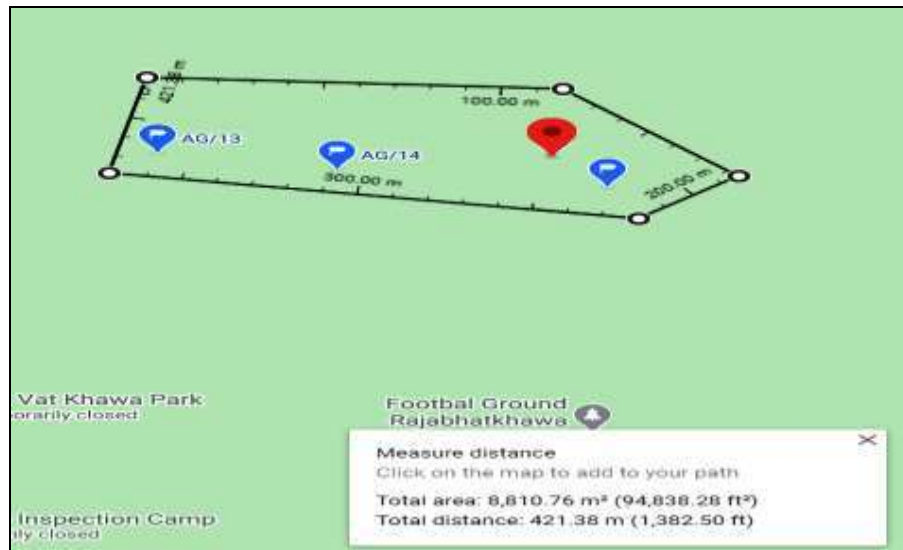 421.38 m
100.00 m
AG/13
AG/14
300.00 m
200.00 m
Vat Khawa Park
orarily closed
Footbal Ground
Rajabhatkhawa
Measure distance
Click on the map to add to your path
Total area: 8,810.76 m² (94,838.28 ft²)
Total distance: 421.38 m (1,382.50 ft)
Inspection Camp
ily closed